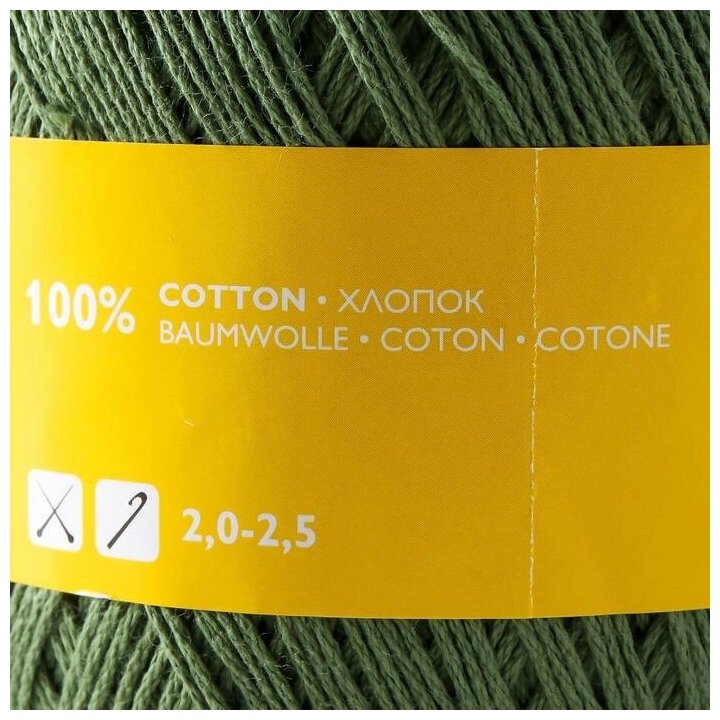 100% COTTON • ХЛОПОК
BAUMWOLLE • COTON • COTONE
2,0-2,5